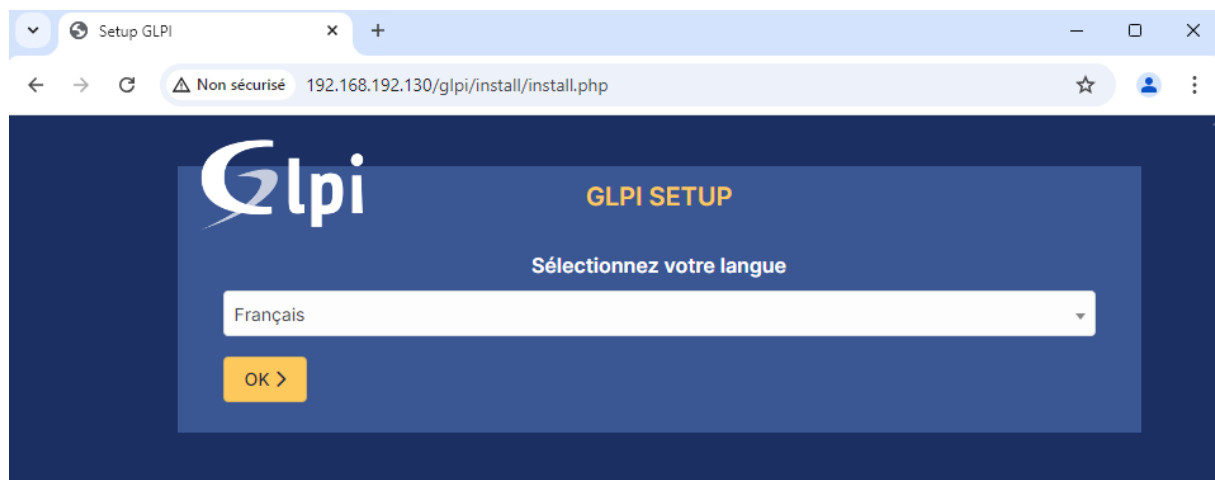 Setup GLPI
Non sécurisé 192.168.192.130/glpi/install/install.php
Glpi
GLPI SETUP
Sélectionnez votre langue
Français
OK